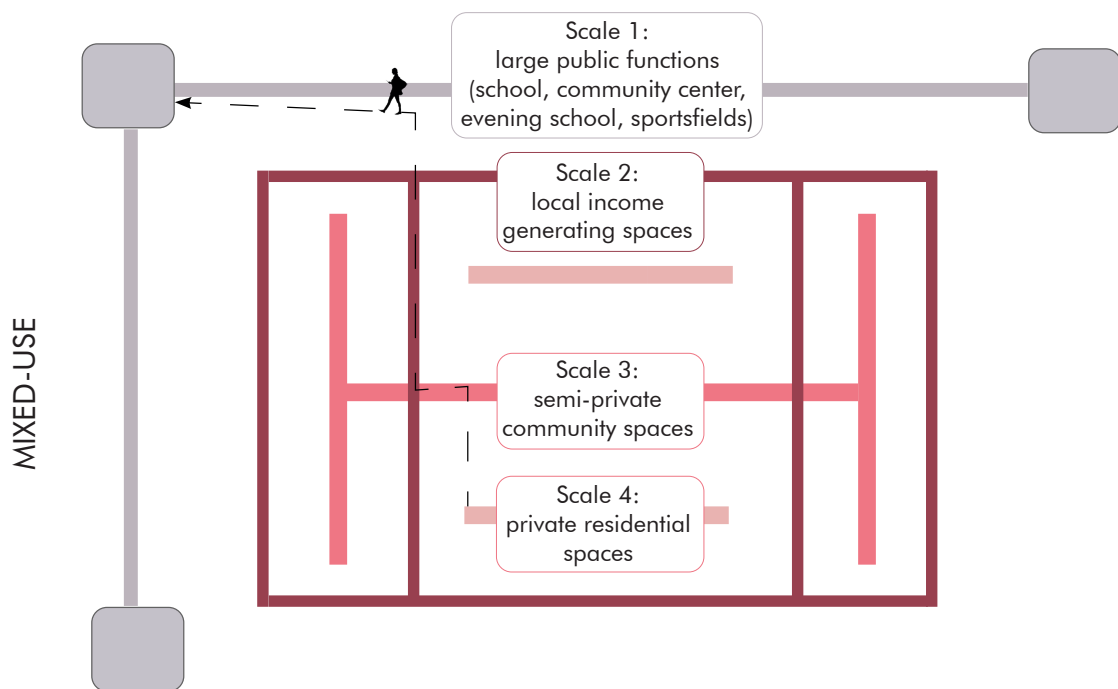 Scale 1:
large public functions
(school, community center,
evening school, sportsfields)
Scale 2:
local income
generating spaces
MIXED-USE
Scale 3:
semi-private
community spaces
Scale 4:
private residential
spaces